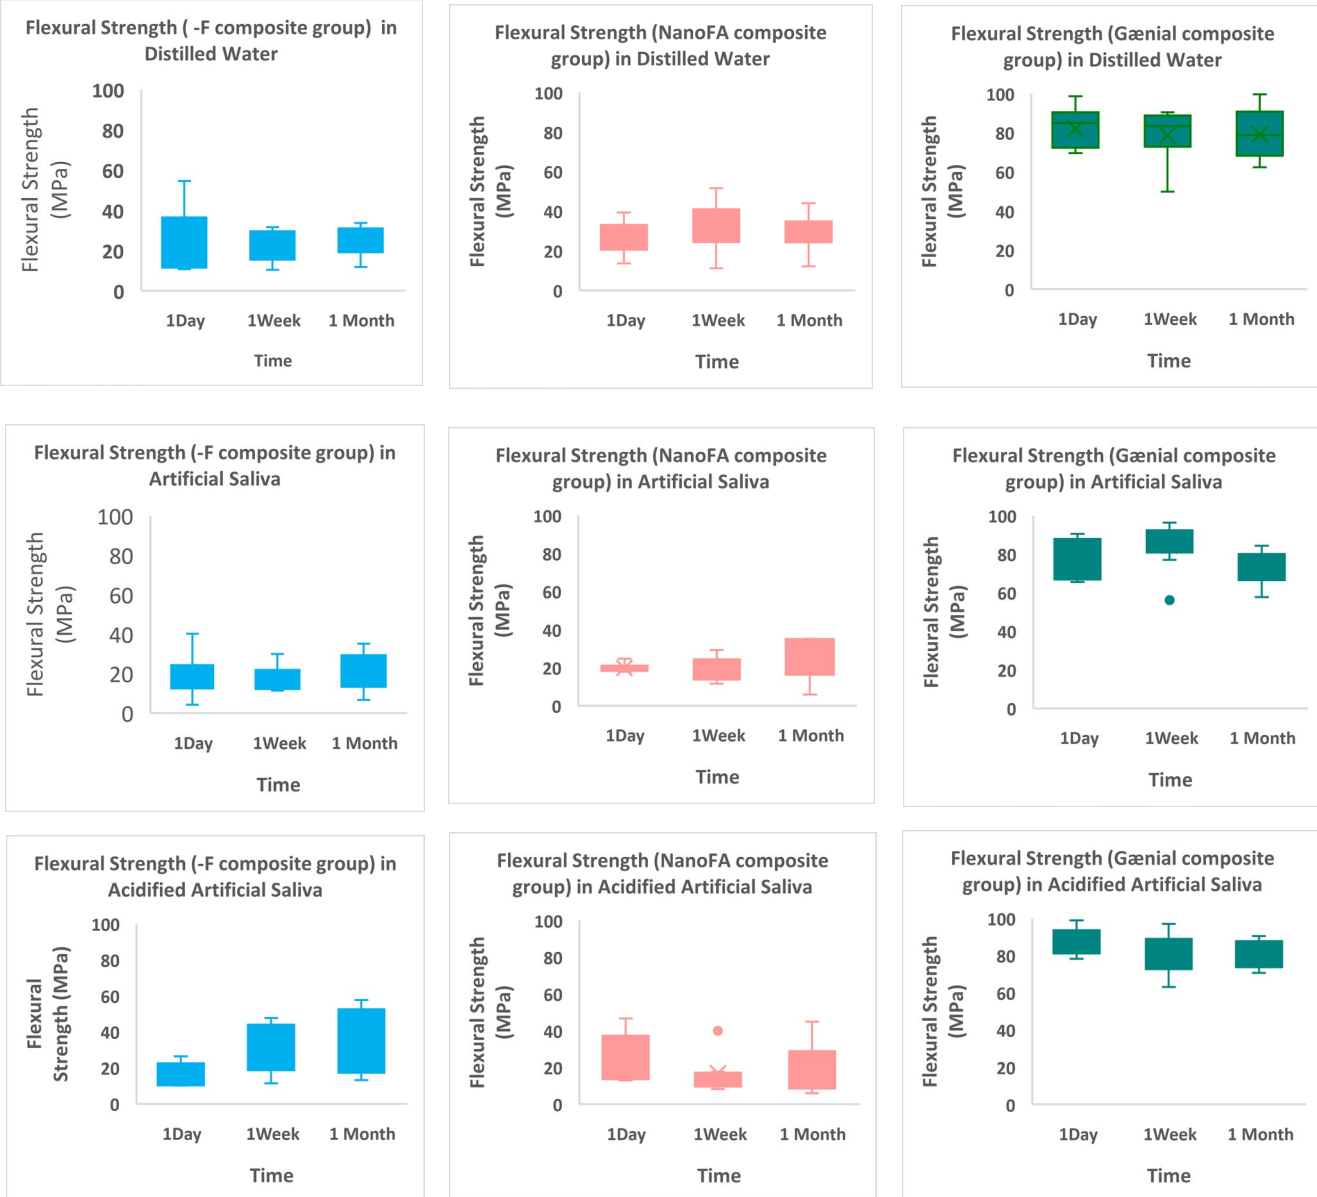 Flexural Strength ( -F composite group)  in
Distilled Water
Flexural Strength
(MPa)
100
80
60
40
20
0
1Day 1Week 1 Month
Time
Flexural Strength (NanoFA composite
group) in Distilled Water
Flexural Strength
(MPa)
100
80
60
40
20
0
1Day 1Week 1 Month
Time
Flexural Strength (Gænial composite
group) in Distilled Water
Flexural Strength
(MPa)
100
80
60
40
20
0
1Day 1Week 1 Month
Time
Flexural Strength (-F composite group) in
Artificial Saliva
Flexural Strength
(MPa)
100
80
60
40
20
0
1Day 1Week 1 Month
Time
Flexural Strength (NanoFA composite
group) in Artificial Saliva
Flexural Strength
(MPa)
100
80
60
40
20
0
1Day 1Week 1 Month
Time
Flexural Strength (Gænial composite
group) in Artificial Saliva
Flexural Strength
(MPa)
100
80
60
40
20
0
1Day 1Week 1 Month
Time
Flexural Strength (-F composite group) in
Acidified Artificial Saliva
Flexural
Strength (MPa)
100
80
60
40
20
0
1Day 1Week 1 Month
Time
Flexural Strength (NanoFA composite
group) in Acidified Artificial Saliva
Flexural Strength
(MPa)
100
80
60
40
20
0
1Day 1Week 1 Month
Time
Flexural Strength (Gænial composite
group) in Acidified Artificial Saliva
Flexural Strength
(MPa)
100
80
60
40
20
0
1Day 1Week 1 Month
Time